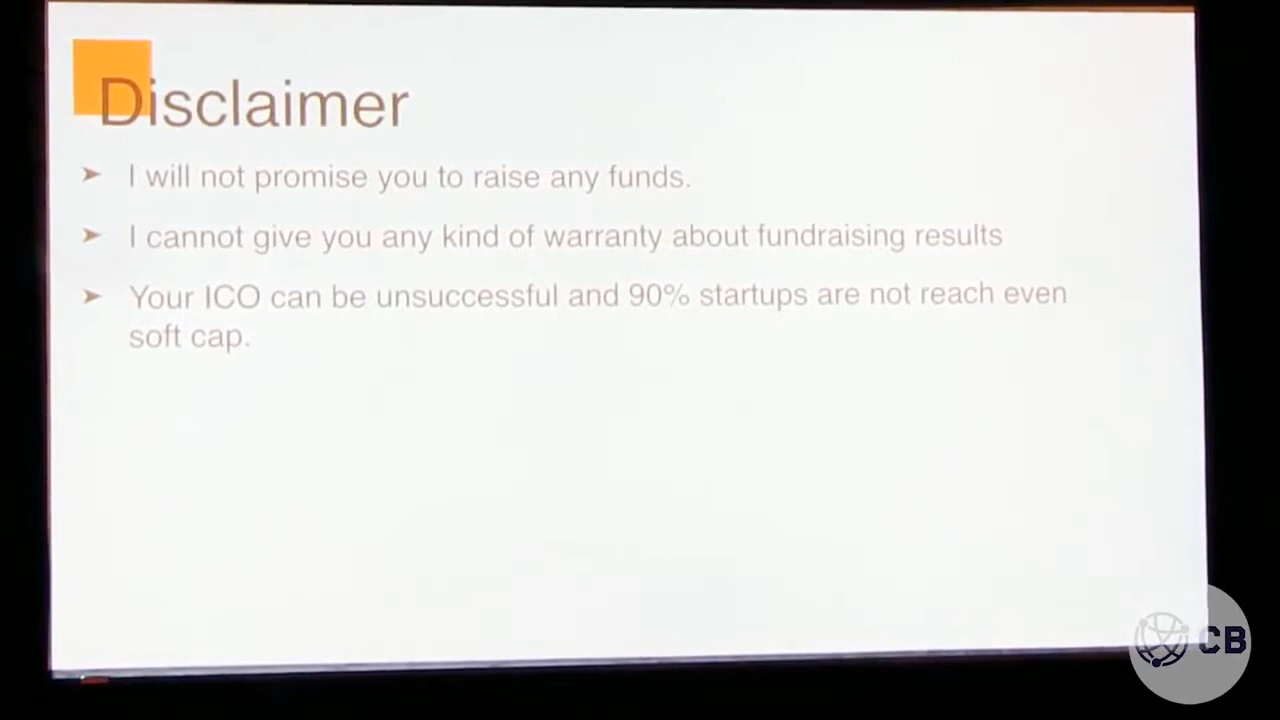 Disclaimer
➤ I will not promise you to raise any funds.
➤ I cannot give you any kind of warranty about fundraising results
➤ Your ICO can be unsuccessful and 90% startups are not reach even
soft cap.
CB